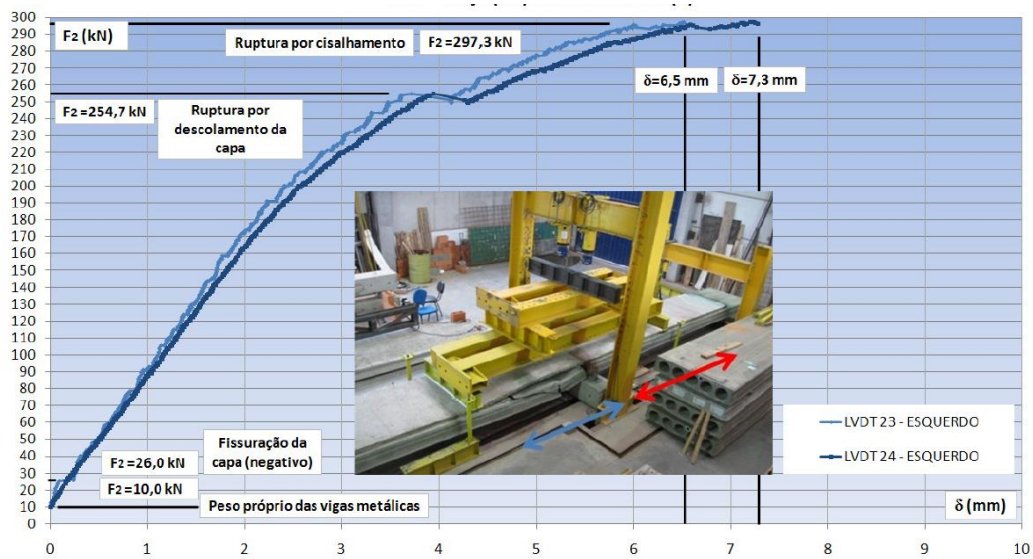 F2 (kN)
Ruptura por cisalhamento
F2 =297,3 kN
δ=6,5 mm
δ=7,3 mm
F2 =254,7 kN
Ruptura por
descolamento da
capa
Fissuração da
capa (negativo)
F2 =26,0 kN
F2 =10,0 kN
Peso próprio das vigas metálicas
LVDT 23 - ESQUERDO
LVDT 24 - ESQUERDO
δ (mm)
300
290
280
270
260
250
240
230
220
210
200
190
180
170
160
150
140
130
120
110
100
90
80
70
60
50
40
30
20
10
0
0 1 2 3 4 5 6 7 8 9 10